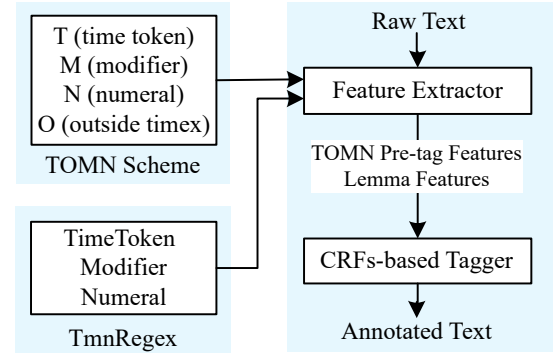 T (time token)
M (modifier)
N (numeral)
O (outside timex)
TOMN Scheme
TimeToken
Modifier
Numeral
TmnRegex
Raw Text
Feature Extractor
TOMN Pre-tag Features
Lemma Features
CRFs-based Tagger
Annotated Text